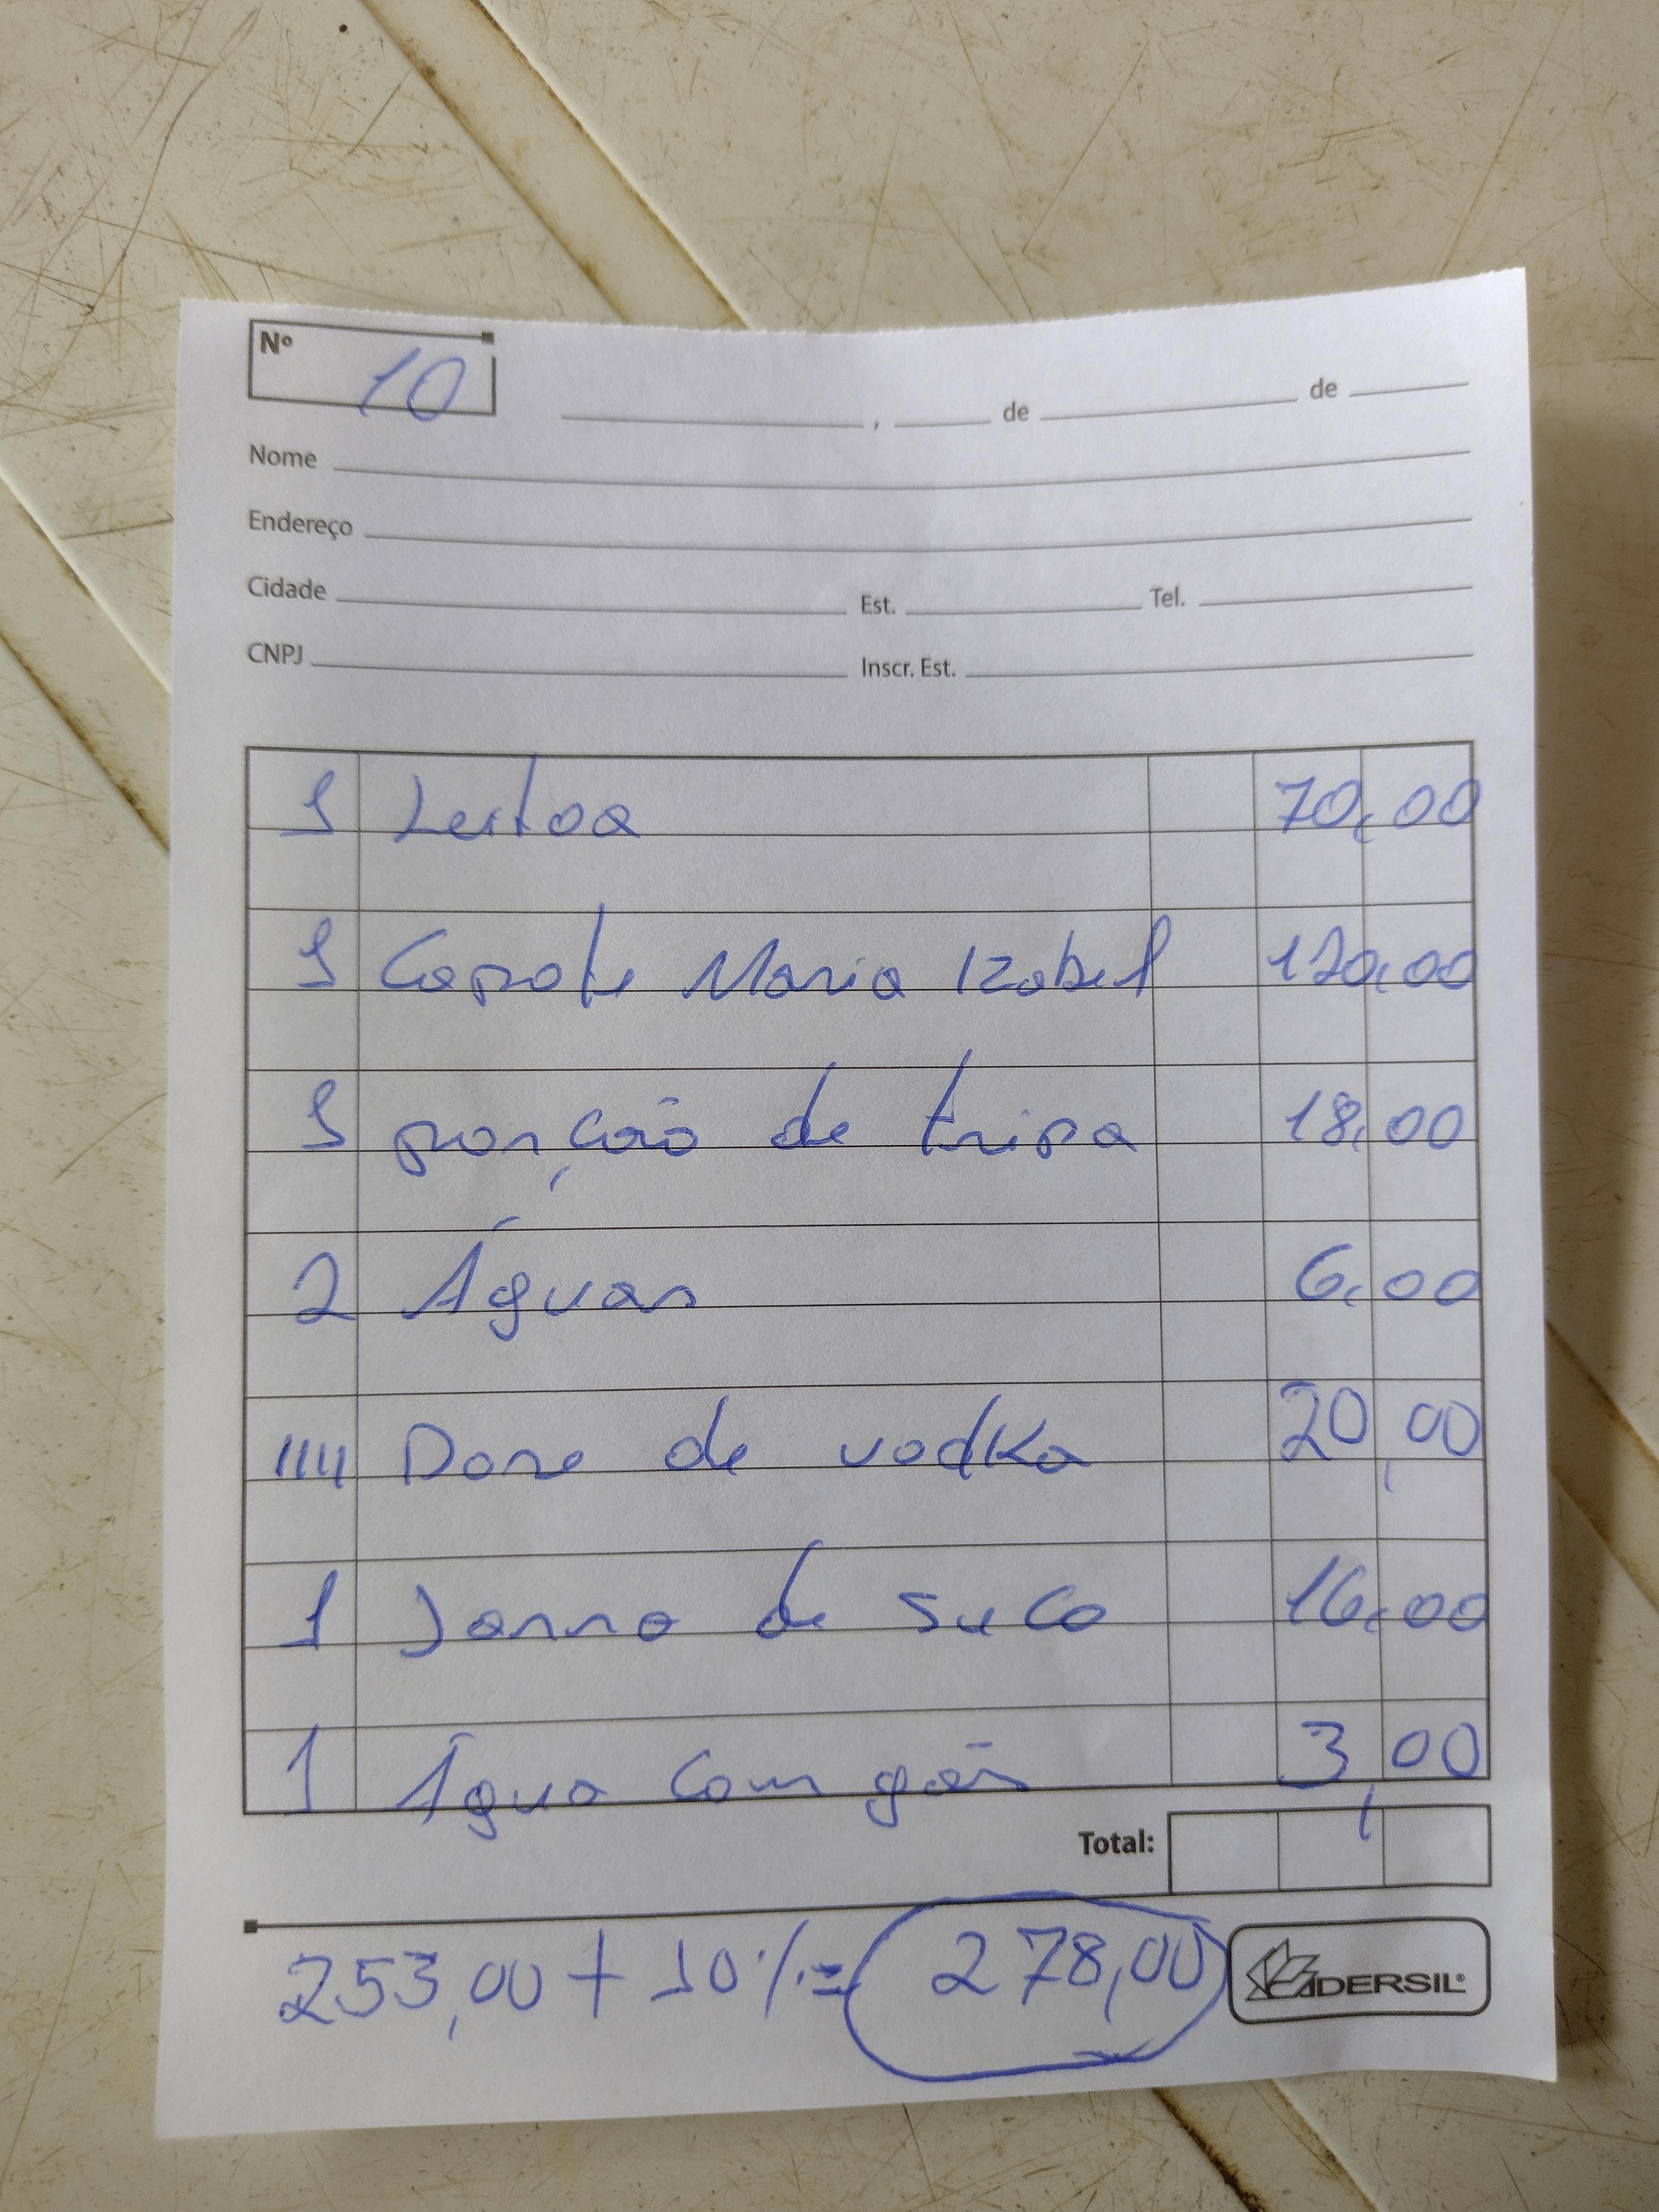 Nº 10
, de de
Nome
Endereço
Cidade Est. Tel.
CNPJ Inscr. Est.
1 Leitoa 70,00
1 Capote Maria Izabel 120,00
1 porção de tripa 18,00
2 Águas 6,00
IIII Dose de vodka 20,00
1 Jarra de suco 16,00
1 Água com gás 3,00
Total: ,
253,00 + 10%= 278,00
ADERSIL